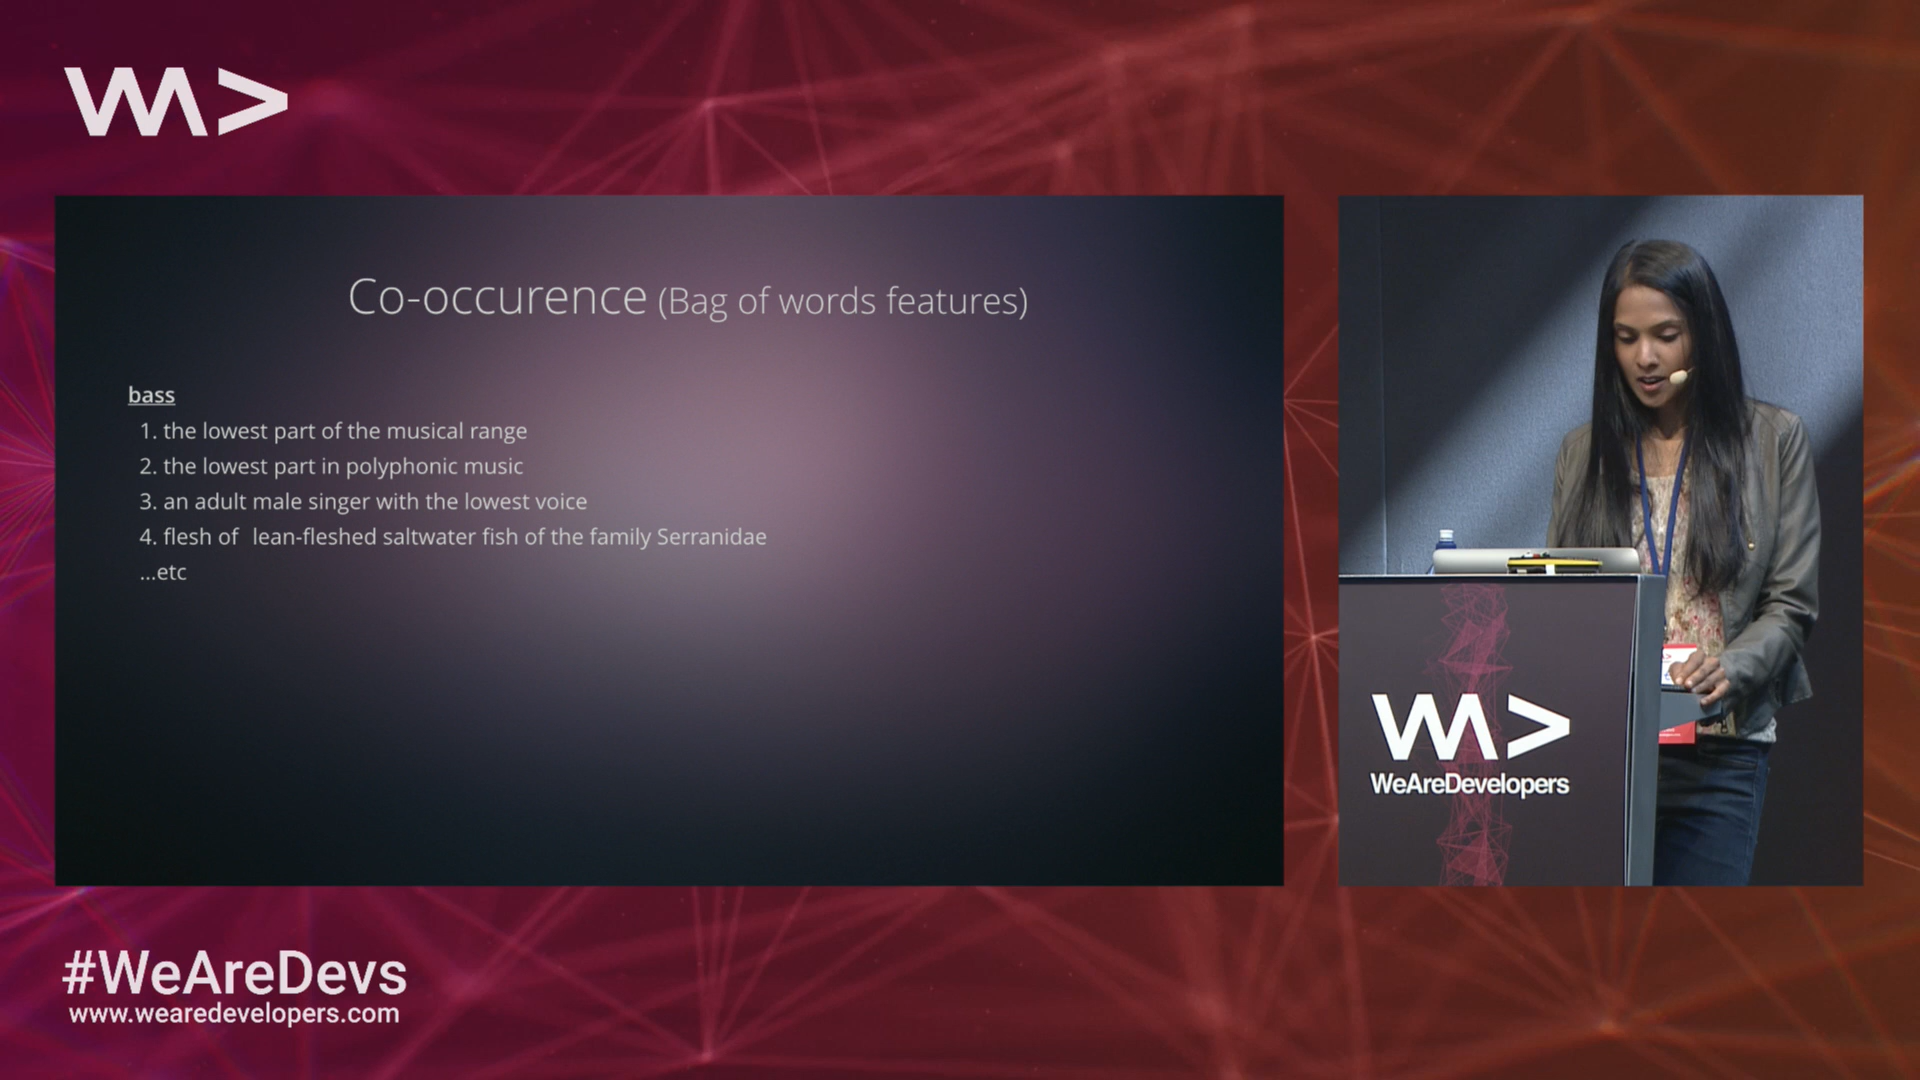 WA>
Co-occurence (Bag of words features)
bass
1. the lowest part of the musical range
2. the lowest part in polyphonic music
3. an adult male singer with the lowest voice
4. flesh of lean-fleshed saltwater fish of the family Serranidae
...etc
WA>
WeAreDevelopers
#WeAreDevs
www.wearedevelopers.com